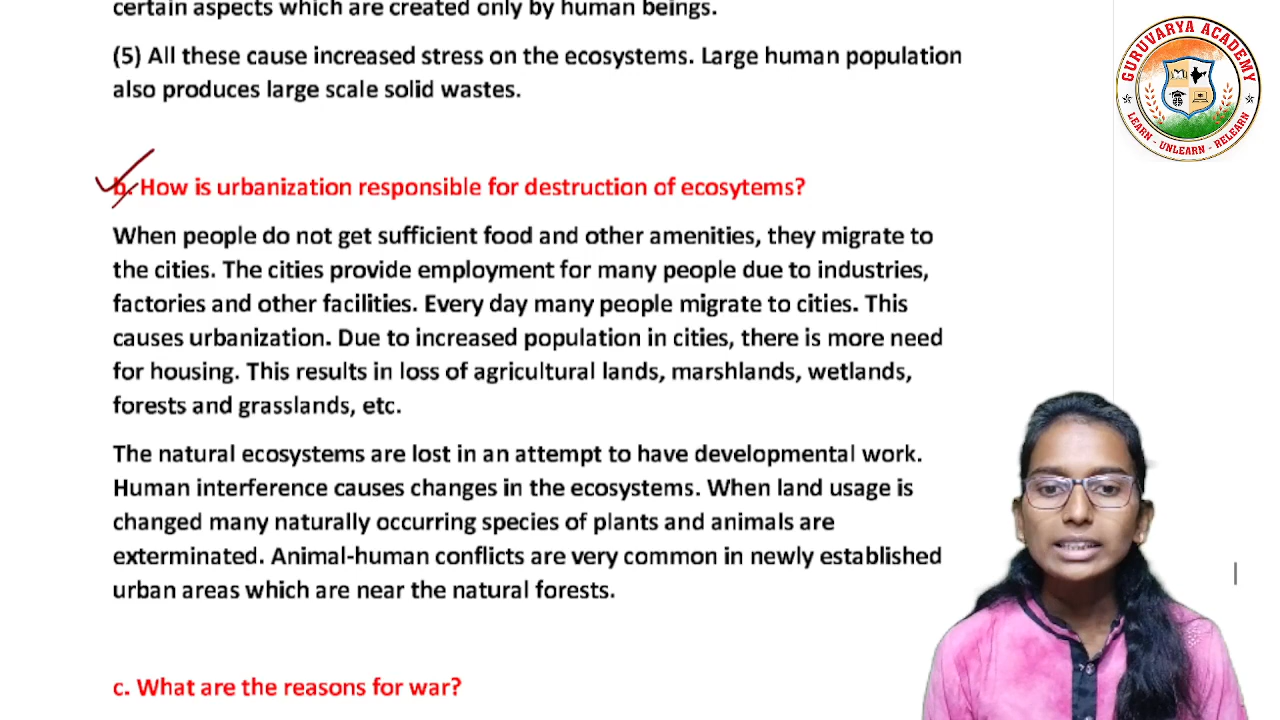 certain aspects which are created only by human beings.
(5) All these cause increased stress on the ecosystems. Large human population
also produces large scale solid wastes.
b. How is urbanization responsible for destruction of ecosytems?
When people do not get sufficient food and other amenities, they migrate to
the cities. The cities provide employment for many people due to industries,
factories and other facilities. Every day many people migrate to cities. This
causes urbanization. Due to increased population in cities, there is more need
for housing. This results in loss of agricultural lands, marshlands, wetlands,
forests and grasslands, etc.
The natural ecosystems are lost in an attempt to have developmental work.
Human interference causes changes in the ecosystems. When land usage is
changed many naturally occurring species of plants and animals are
exterminated. Animal-human conflicts are very common in newly established
urban areas which are near the natural forests.
c. What are the reasons for war?
GURUVARYA ACADEMY
LEARN - UNLEARN - RELEARN